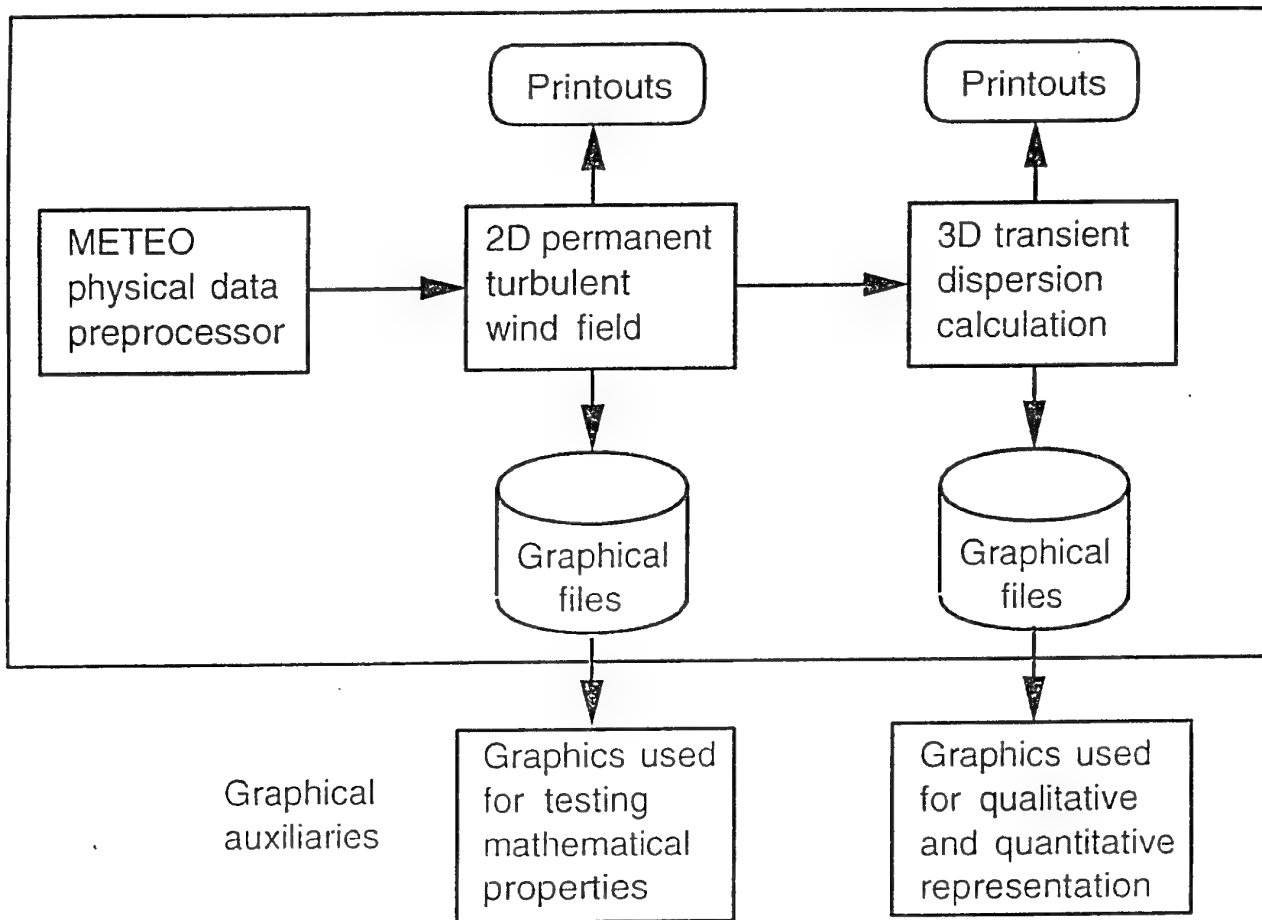 Printouts
Printouts
METEO
physical data
preprocessor
2D permanent
turbulent
wind field
3D transient
dispersion
calculation
Graphical
files
Graphical
files
Graphical
auxiliaries
Graphics used
for testing
mathematical
properties
Graphics used
for qualitative
and quantitative
representation